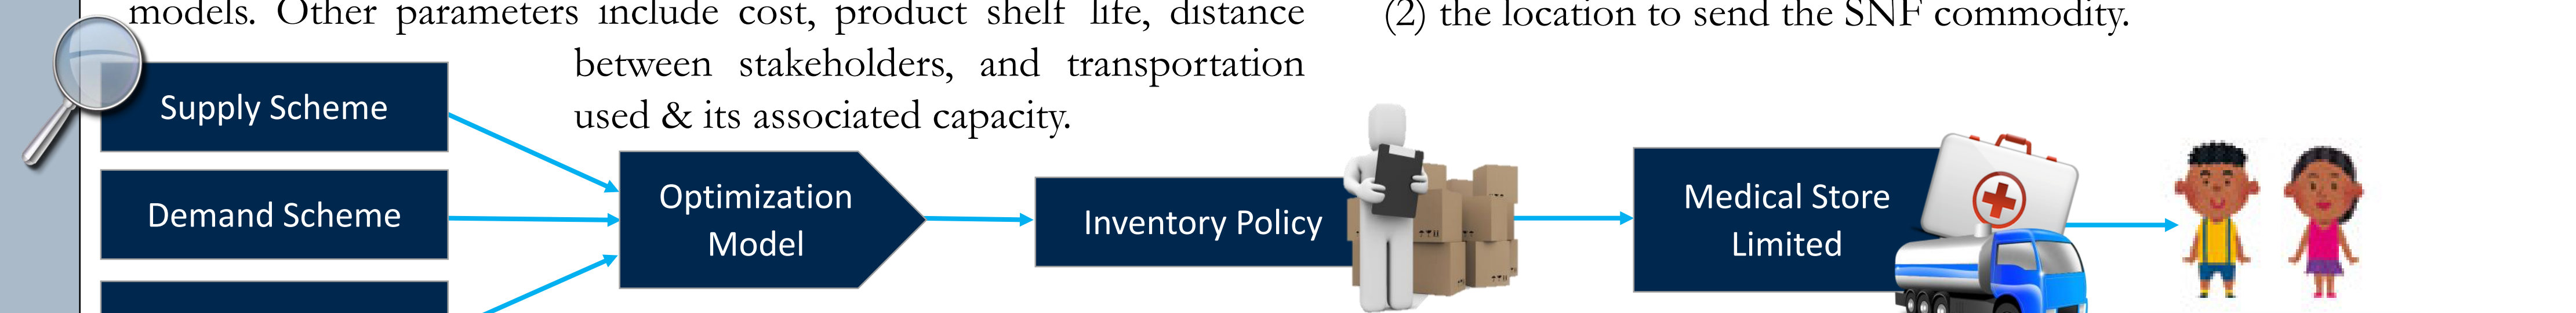 models. Other parameters include cost, product shelf life, distance
between stakeholders, and transportation
used & its associated capacity.
(2) the location to send the SNF commodity.
Supply Scheme
Demand Scheme
Optimization
Model
Inventory Policy
Medical Store
Limited